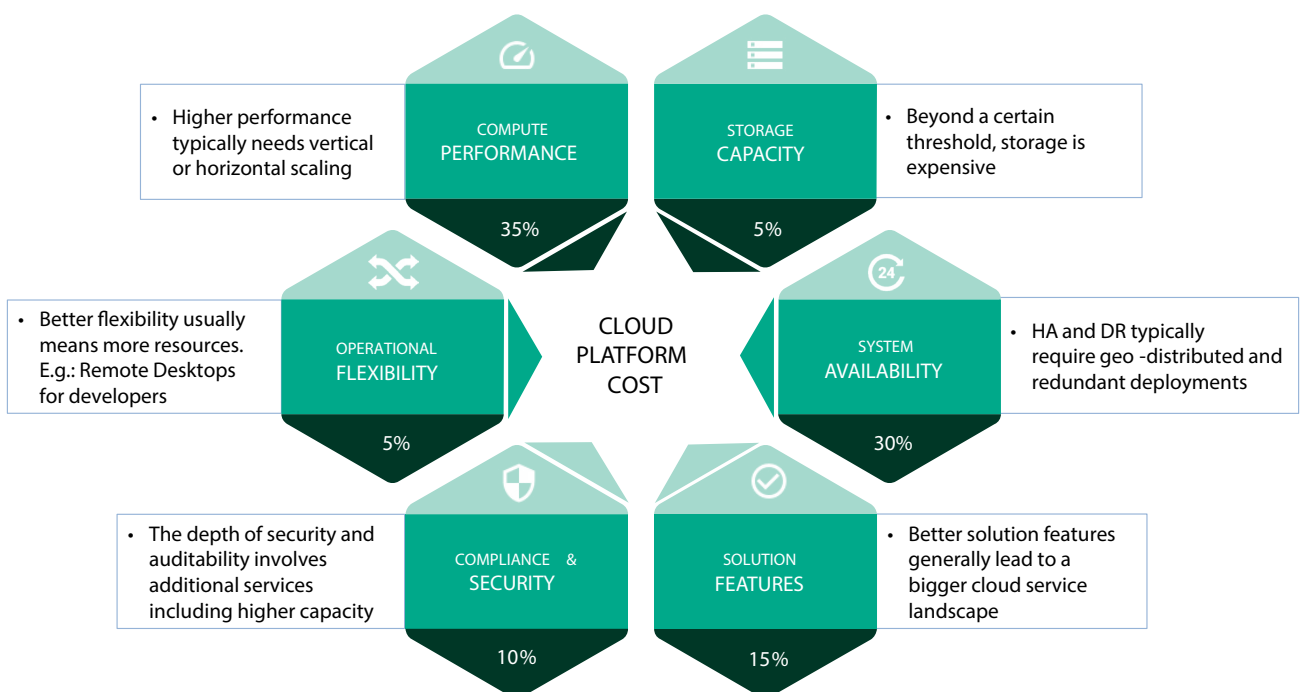 • Higher performance
typically needs vertical
or horizontal scaling
COMPUTE
PERFORMANCE
35%
STORAGE
CAPACITY
5%
• Beyond a certain
threshold, storage is
expensive
• Better flexibility usually
means more resources.
E.g.: Remote Desktops
for developers
OPERATIONAL
FLEXIBILITY
5%
CLOUD
PLATFORM
COST
24
SYSTEM
AVAILABILITY
30%
• HA and DR typically
require geo -distributed and
redundant deployments
• The depth of security and
auditability involves
additional services
including higher capacity
COMPLIANCE &
SECURITY
10%
SOLUTION
FEATURES
15%
• Better solution features
generally lead to a
bigger cloud service
landscape